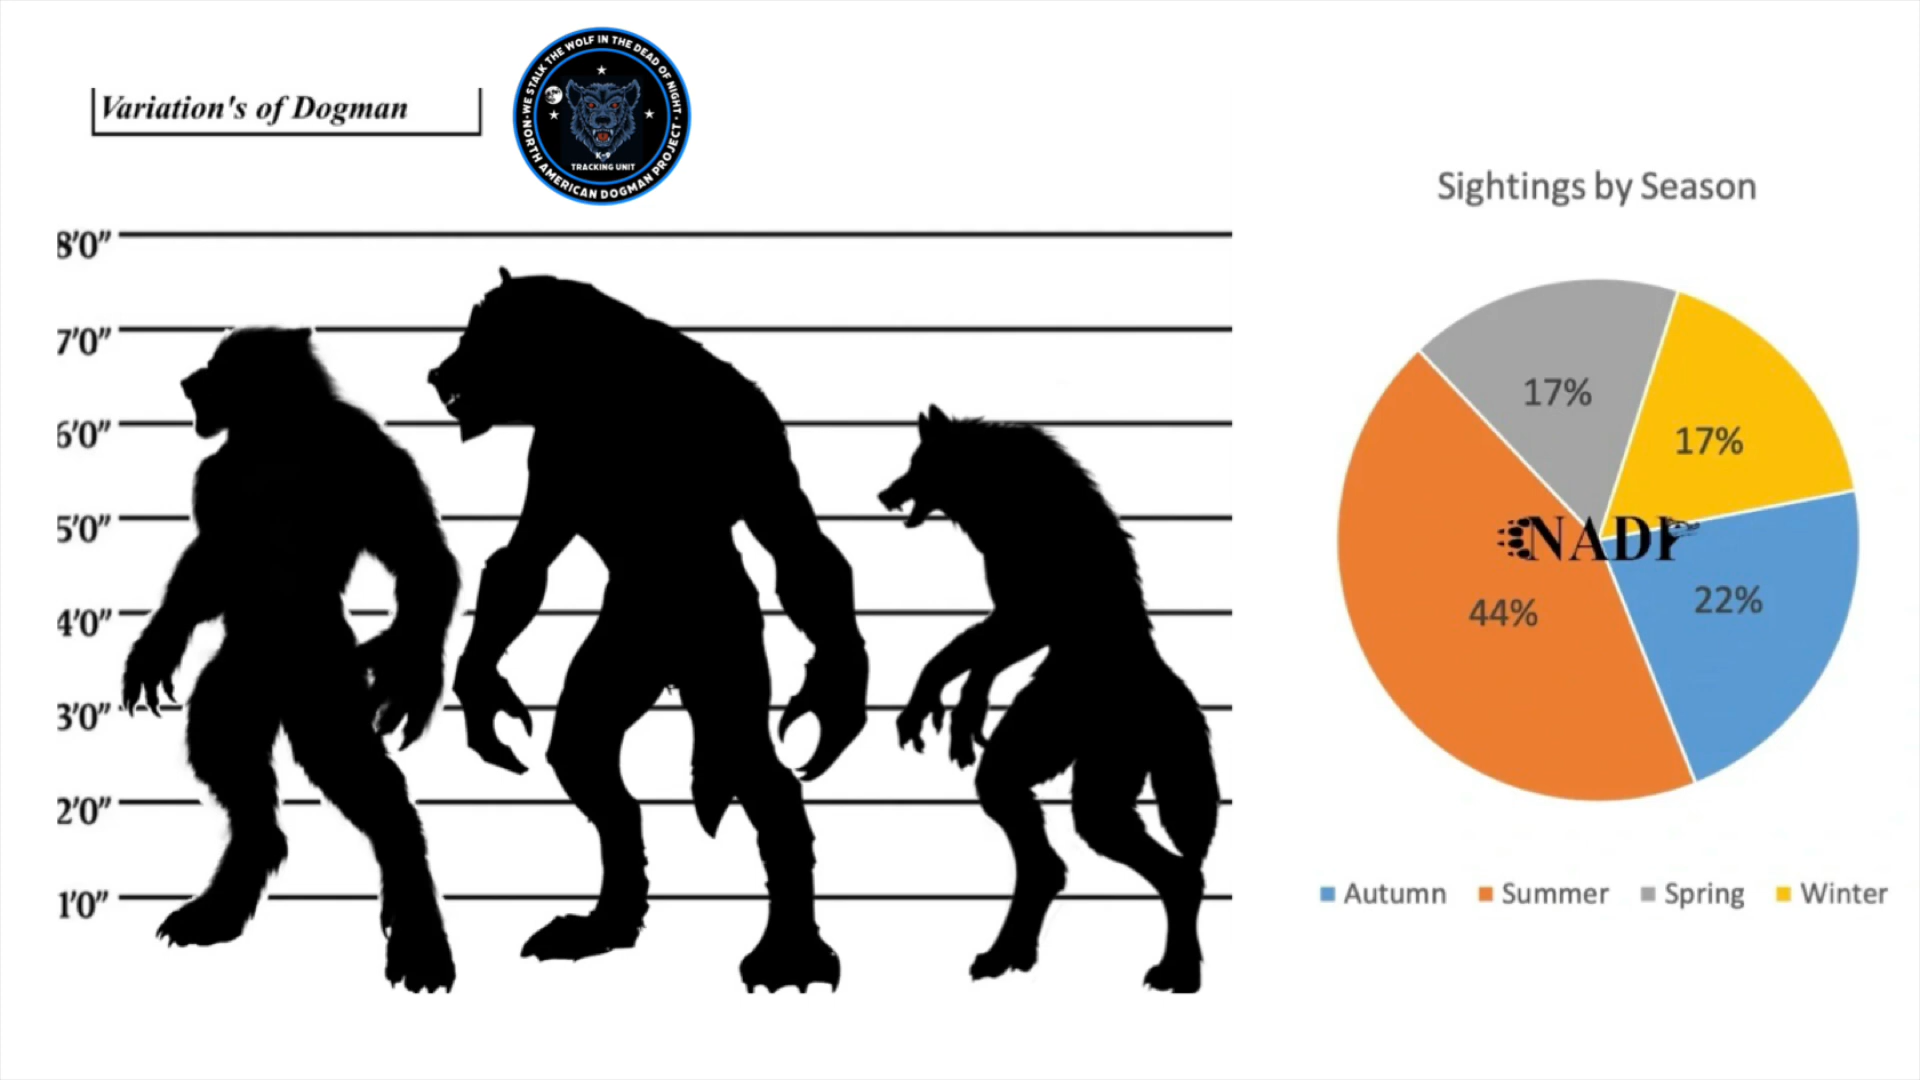 Variation's of Dogman
NORTH AMERICAN DOGMAN PROJECT · WE STALK THE WOLF IN THE DEAD OF NIGHT ·
K-9
TRACKING UNIT
8'0”
7'0”
6'0”
5'0”
4'0”
3'0”
2'0”
1'0”
Sightings by Season
17%
17%
NADP
22%
44%
Autumn Summer Spring Winter